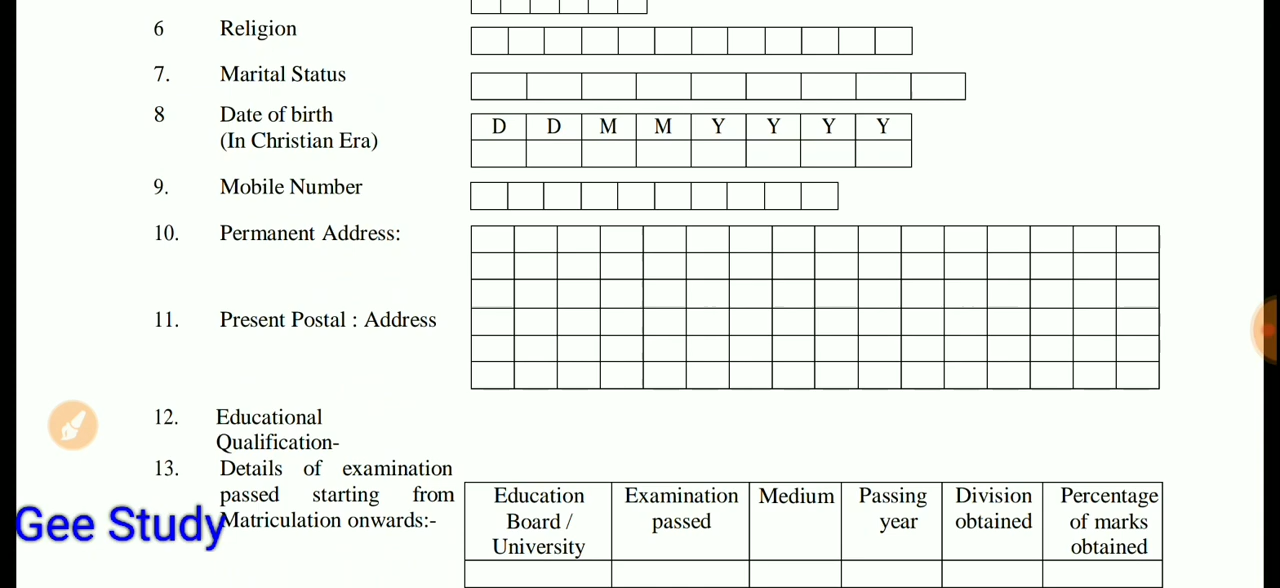 6 Religion
7. Marital Status
8 Date of birth
(In Christian Era)
D D M M Y Y Y Y
9. Mobile Number
10. Permanent Address:
11. Present Postal : Address
12. Educational
Qualification-
13. Details of examination
passed starting from
Matriculation onwards:-
Education
Board /
University
Examination
passed
Medium
Passing
year
Division
obtained
Percentage
of marks
obtained
Gee Study